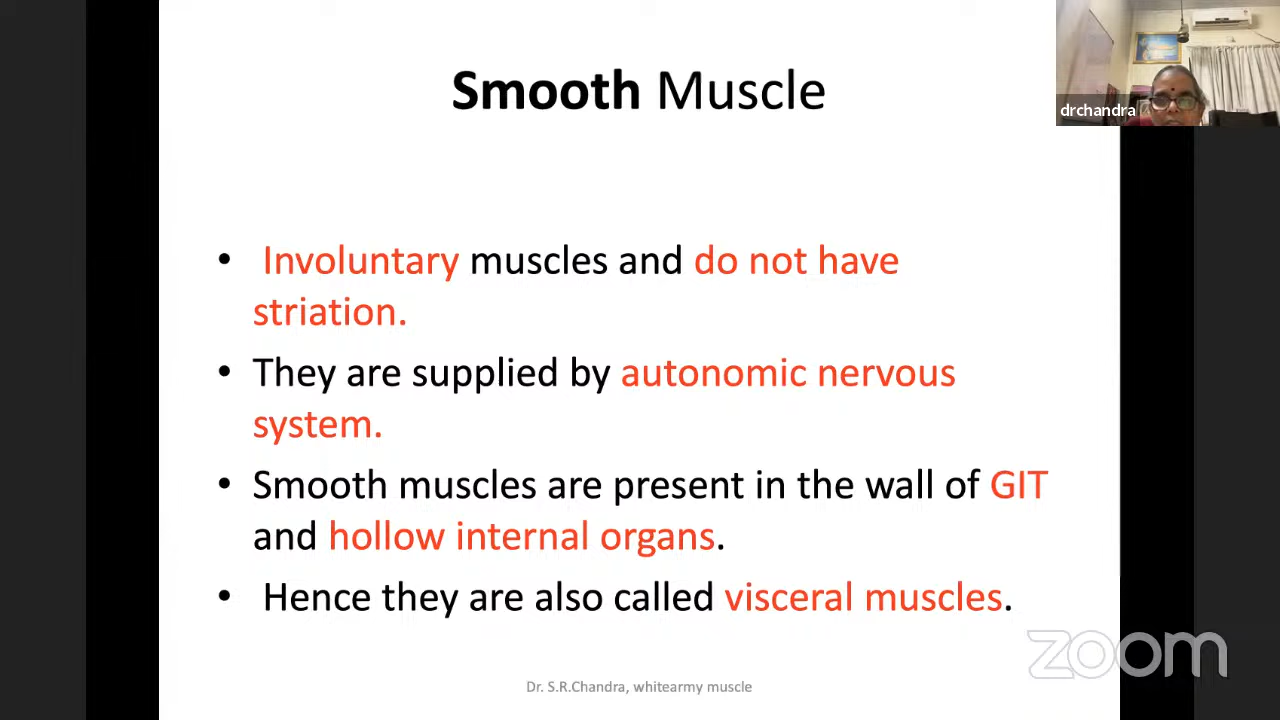 Smooth Muscle
drchandra
• Involuntary muscles and do not have
striation.
• They are supplied by autonomic nervous
system.
• Smooth muscles are present in the wall of GIT
and hollow internal organs.
• Hence they are also called visceral muscles.
zoom
Dr. S.R.Chandra, whitearmy muscle